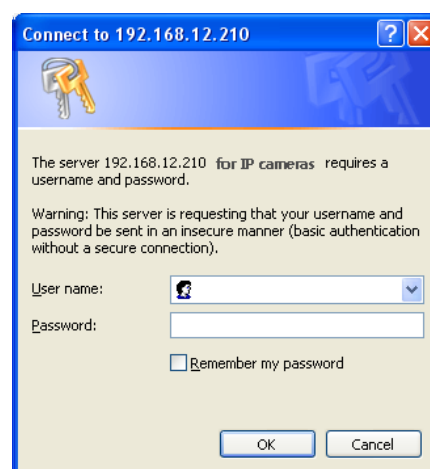 Connect to 192.168.12.210
The server 192.168.12.210 for IP cameras requires a
username and password.
Warning: This server is requesting that your username and
password be sent in an insecure manner (basic authentication
without a secure connection).
User name:
Password:
Remember my password
OK Cancel